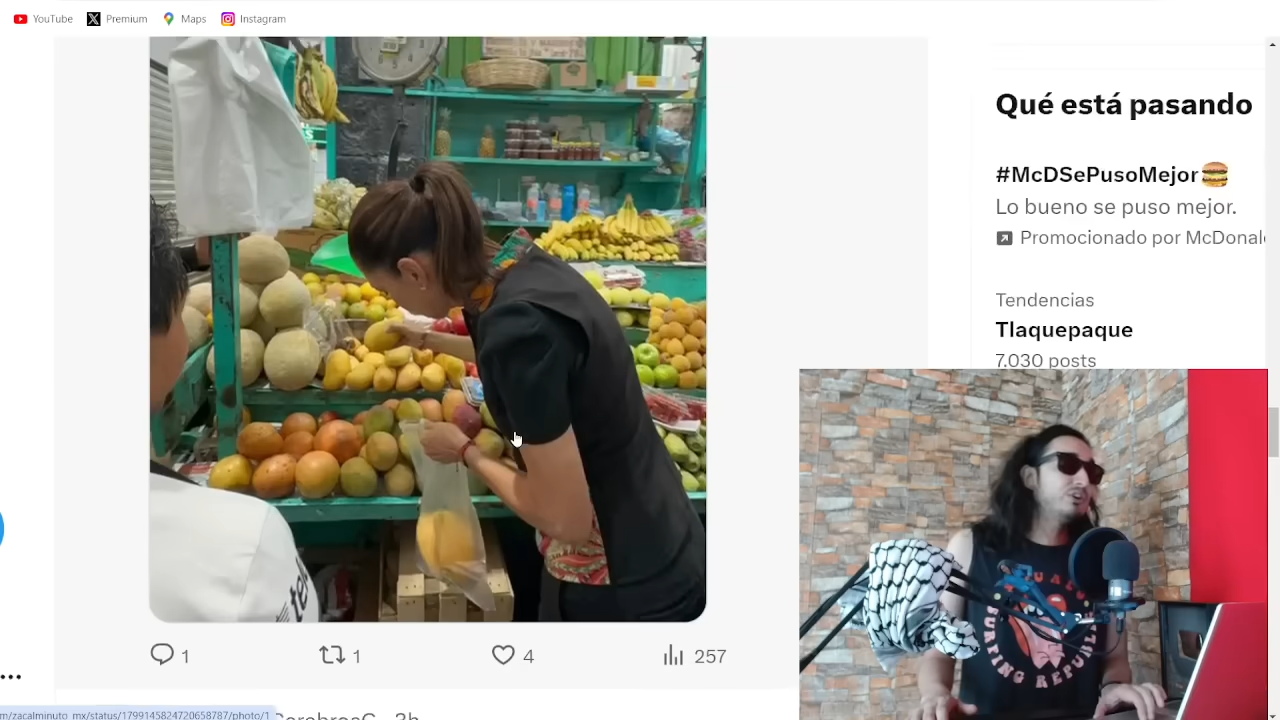 YouTube
Premium
Maps
Instagram
Qué está pasando
#McDSePusoMejor
Lo bueno se puso mejor.
Promocionado por McDonal
Tendencias
Tlaquepaque
7.030 posts
1
1
4
257
m/zacalminuto_mx/status/1799145824720658787/photo/1